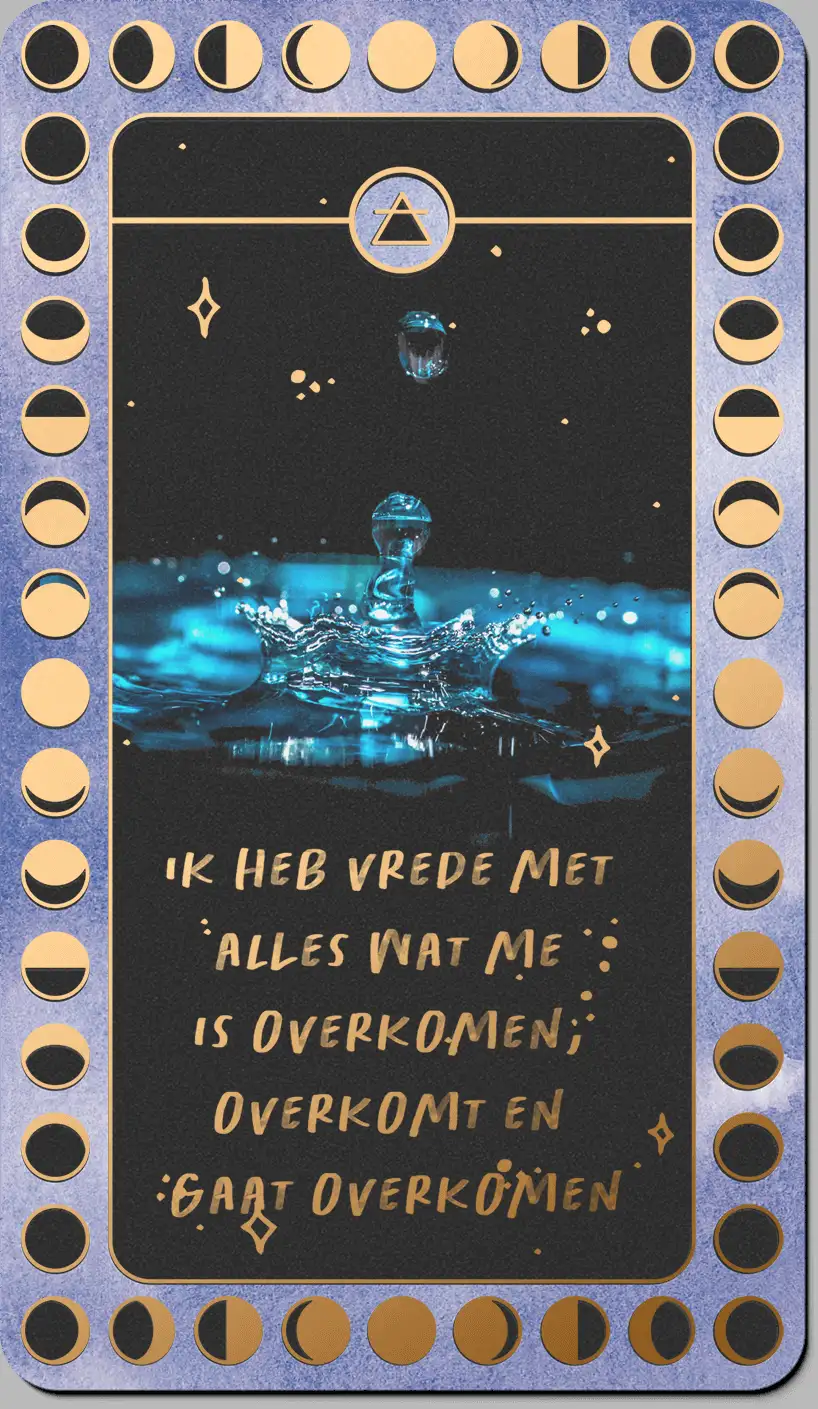 IK HEB VREDE MET
ALLES WAT ME
IS OVERKOMEN;
OVERKOMT EN
GAAT OVERKOMEN